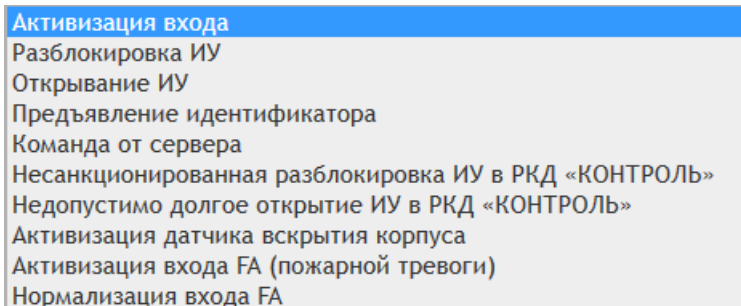 Активизация входа
Разблокировка ИУ
Открывание ИУ
Предъявление идентификатора
Команда от сервера
Несанкционированная разблокировка ИУ в РКД «КОНТРОЛЬ»
Недопустимо долгое открытие ИУ в РКД «КОНТРОЛЬ»
Активизация датчика вскрытия корпуса
Активизация входа FA (пожарной тревоги)
Нормализация входа FA